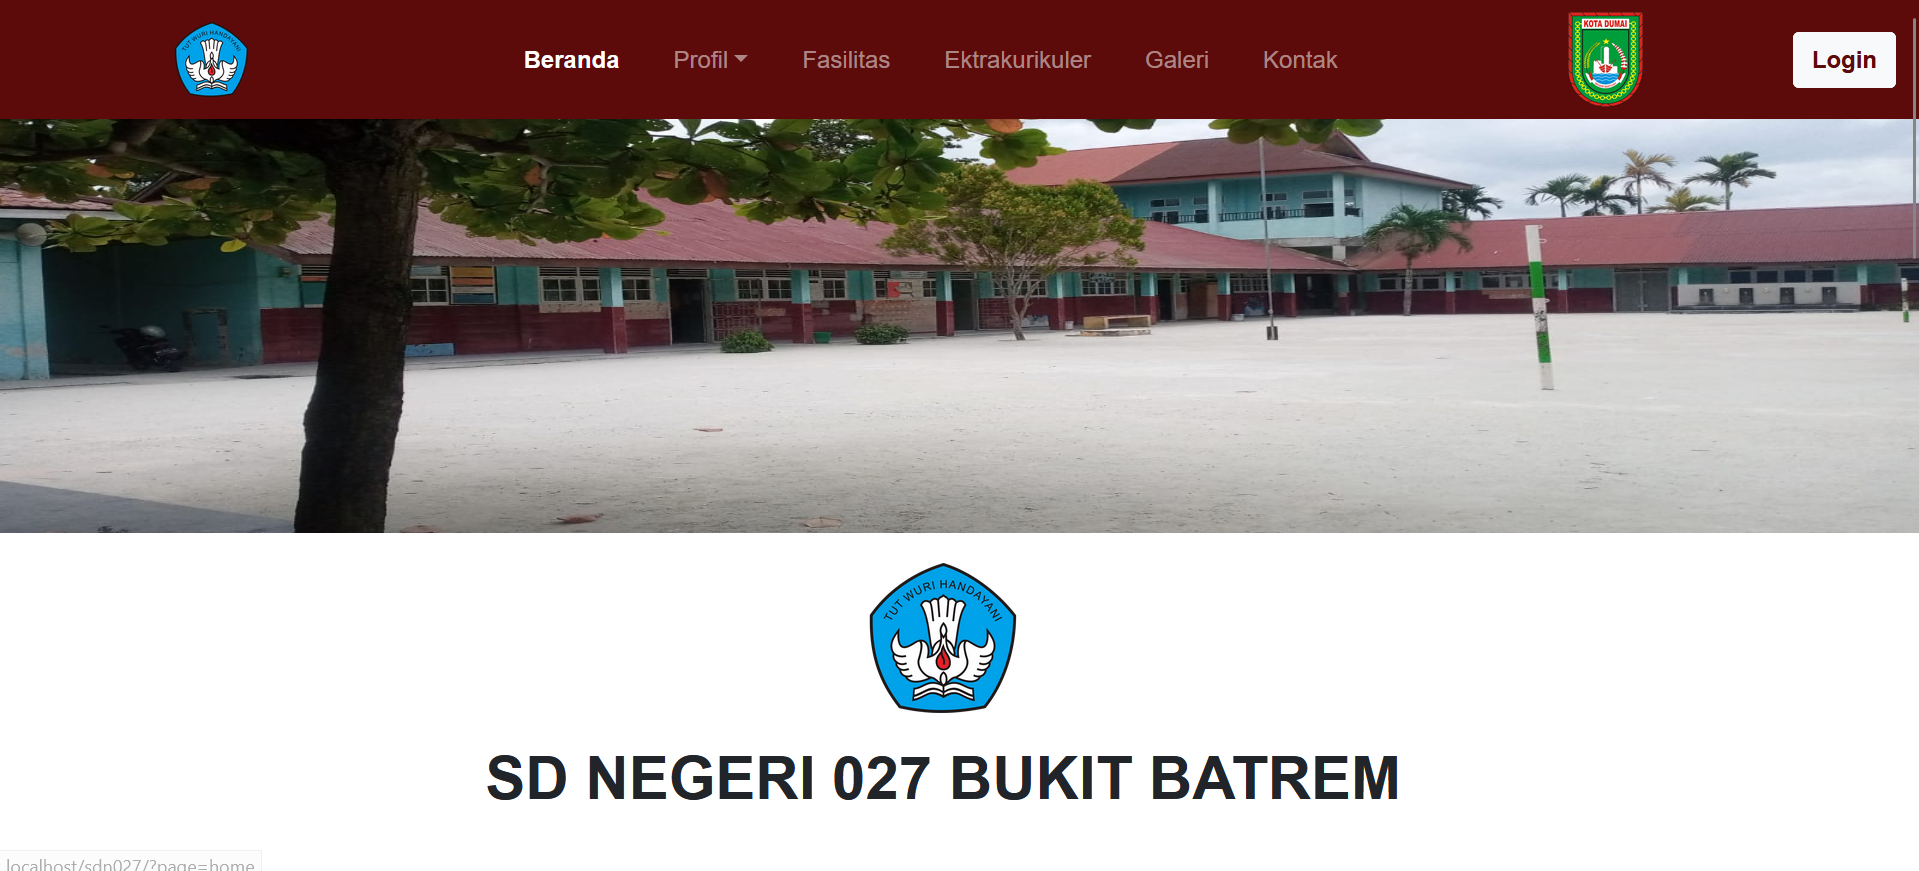 TUT WURI HANDAYANI
Beranda
Profil
Fasilitas
Ektrakurikuler
Galeri
Kontak
KOTA DUMAI
Login
TUT WURI HANDAYANI
SD NEGERI 027 BUKIT BATREM
localhost/sdn027/?page=home